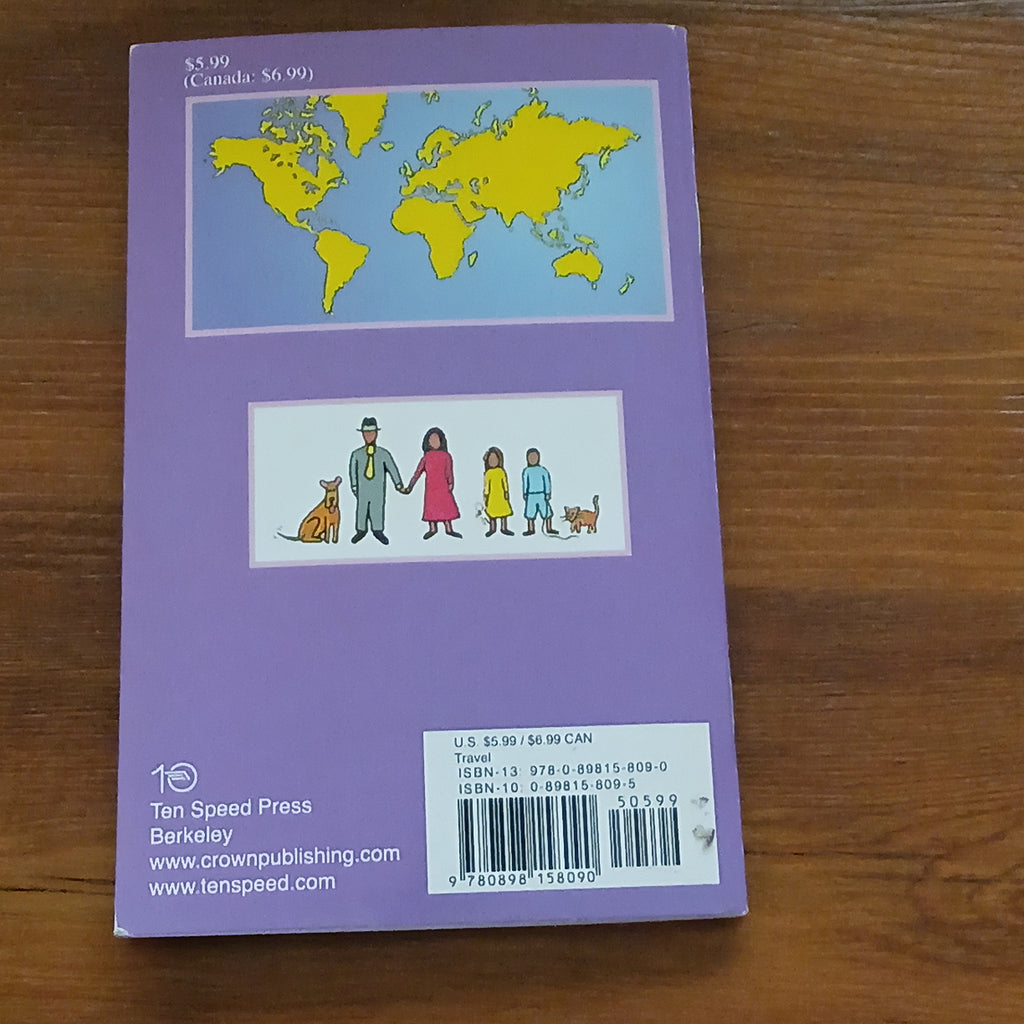 $5.99
(Canada: $6.99)
10
Ten Speed Press
Berkeley
www.crownpublishing.com
www.tenspeed.com
U.S. $5.99 / $6.99 CAN
Travel
ISBN-13: 978-0-89815-809-0
ISBN-10: 0-89815-809-5
50599
9 780898 158090